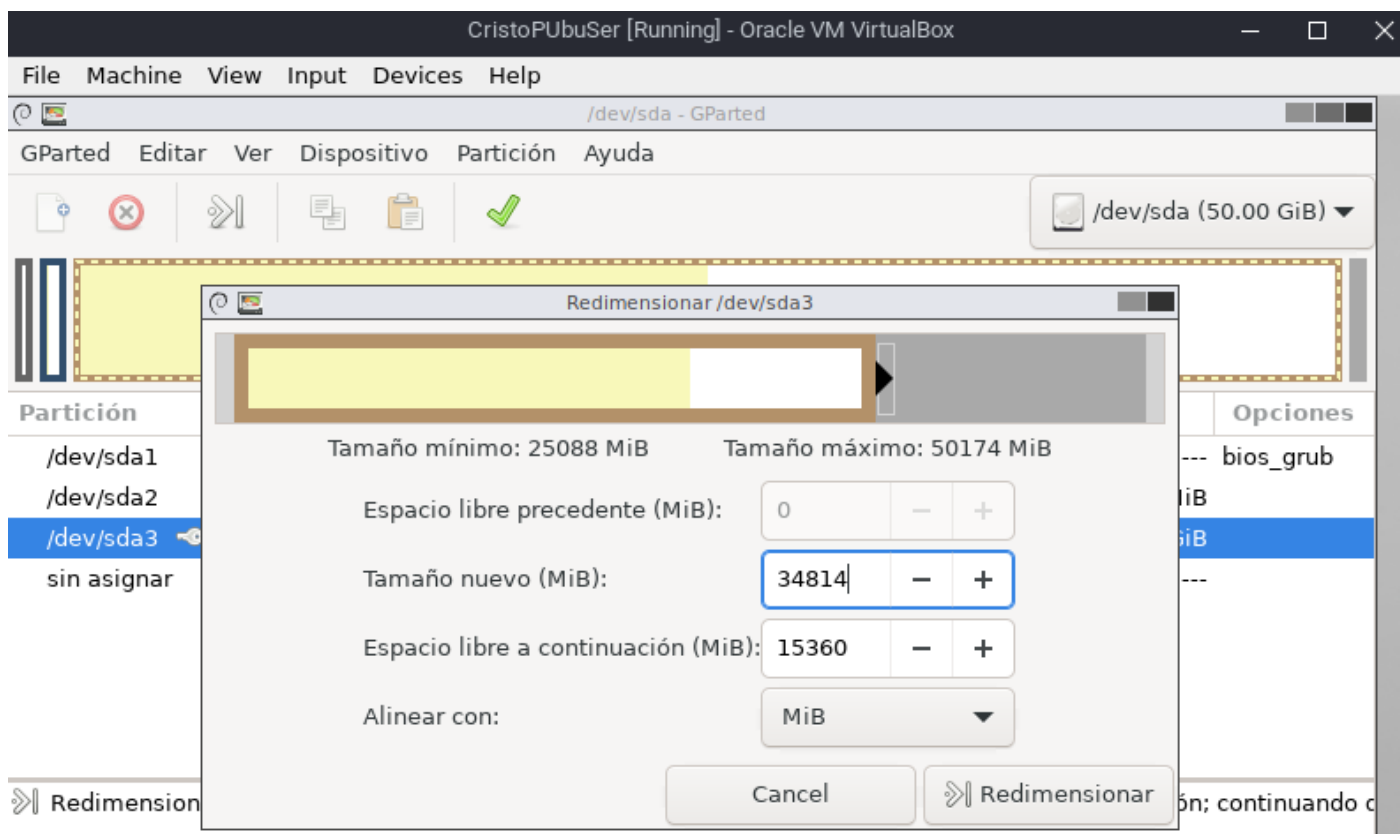 CristoPUbuSer [Running] - Oracle VM VirtualBox
File Machine View Input Devices Help
/dev/sda - GParted
GParted Editar Ver Dispositivo Partición Ayuda
/dev/sda (50.00 GiB)
Redimensionar /dev/sda3
Partición Opciones
Tamaño mínimo: 25088 MiB Tamaño máximo: 50174 MiB
/dev/sda1 --- bios_grub
Espacio libre precedente (MiB): 0
/dev/sda2 iB
/dev/sda3 iB
Tamaño nuevo (MiB): 34814
sin asignar ---
Espacio libre a continuación (MiB): 15360
Alinear con: MiB
Cancel Redimensionar
Redimension ón; continuando c